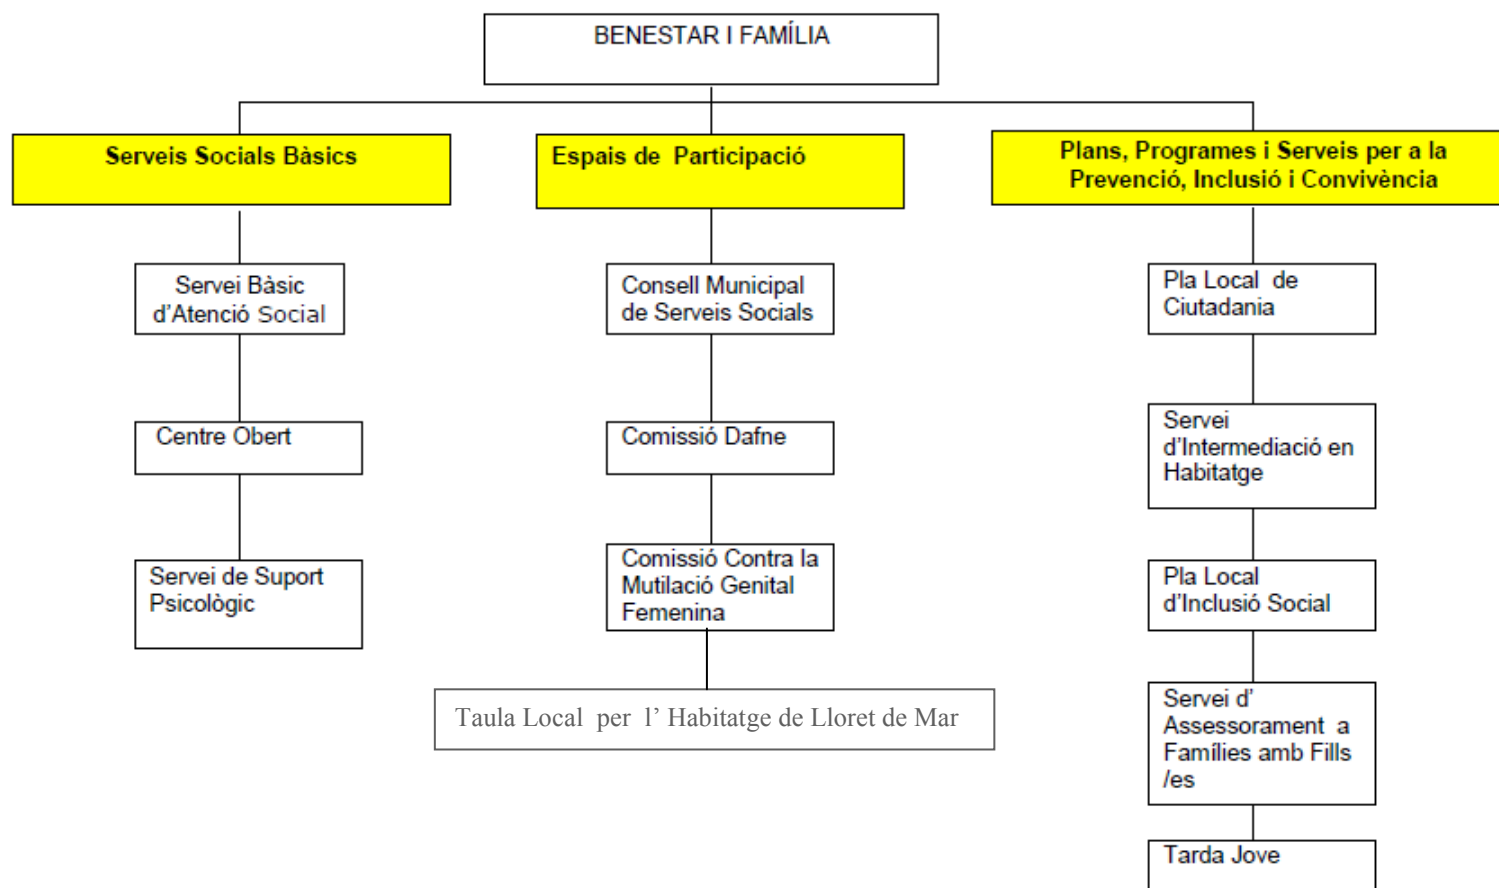 BENESTAR I FAMÍLIA
Serveis Socials Bàsics
Espais de Participació
Plans, Programes i Serveis per a la
Prevenció, Inclusió i Convivència
Servei Bàsic
d'Atenció Social
Centre Obert
Servei de Suport
Psicològic
Consell Municipal
de Serveis Socials
Comissió Dafne
Comissió Contra la
Mutilació Genital
Femenina
Taula Local per l' Habitatge de Lloret de Mar
Pla Local de
Ciutadania
Servei
d'Intermediació en
Habitatge
Pla Local
d'Inclusió Social
Servei d'
Assessorament a
Famílies amb Fills
/es
Tarda Jove